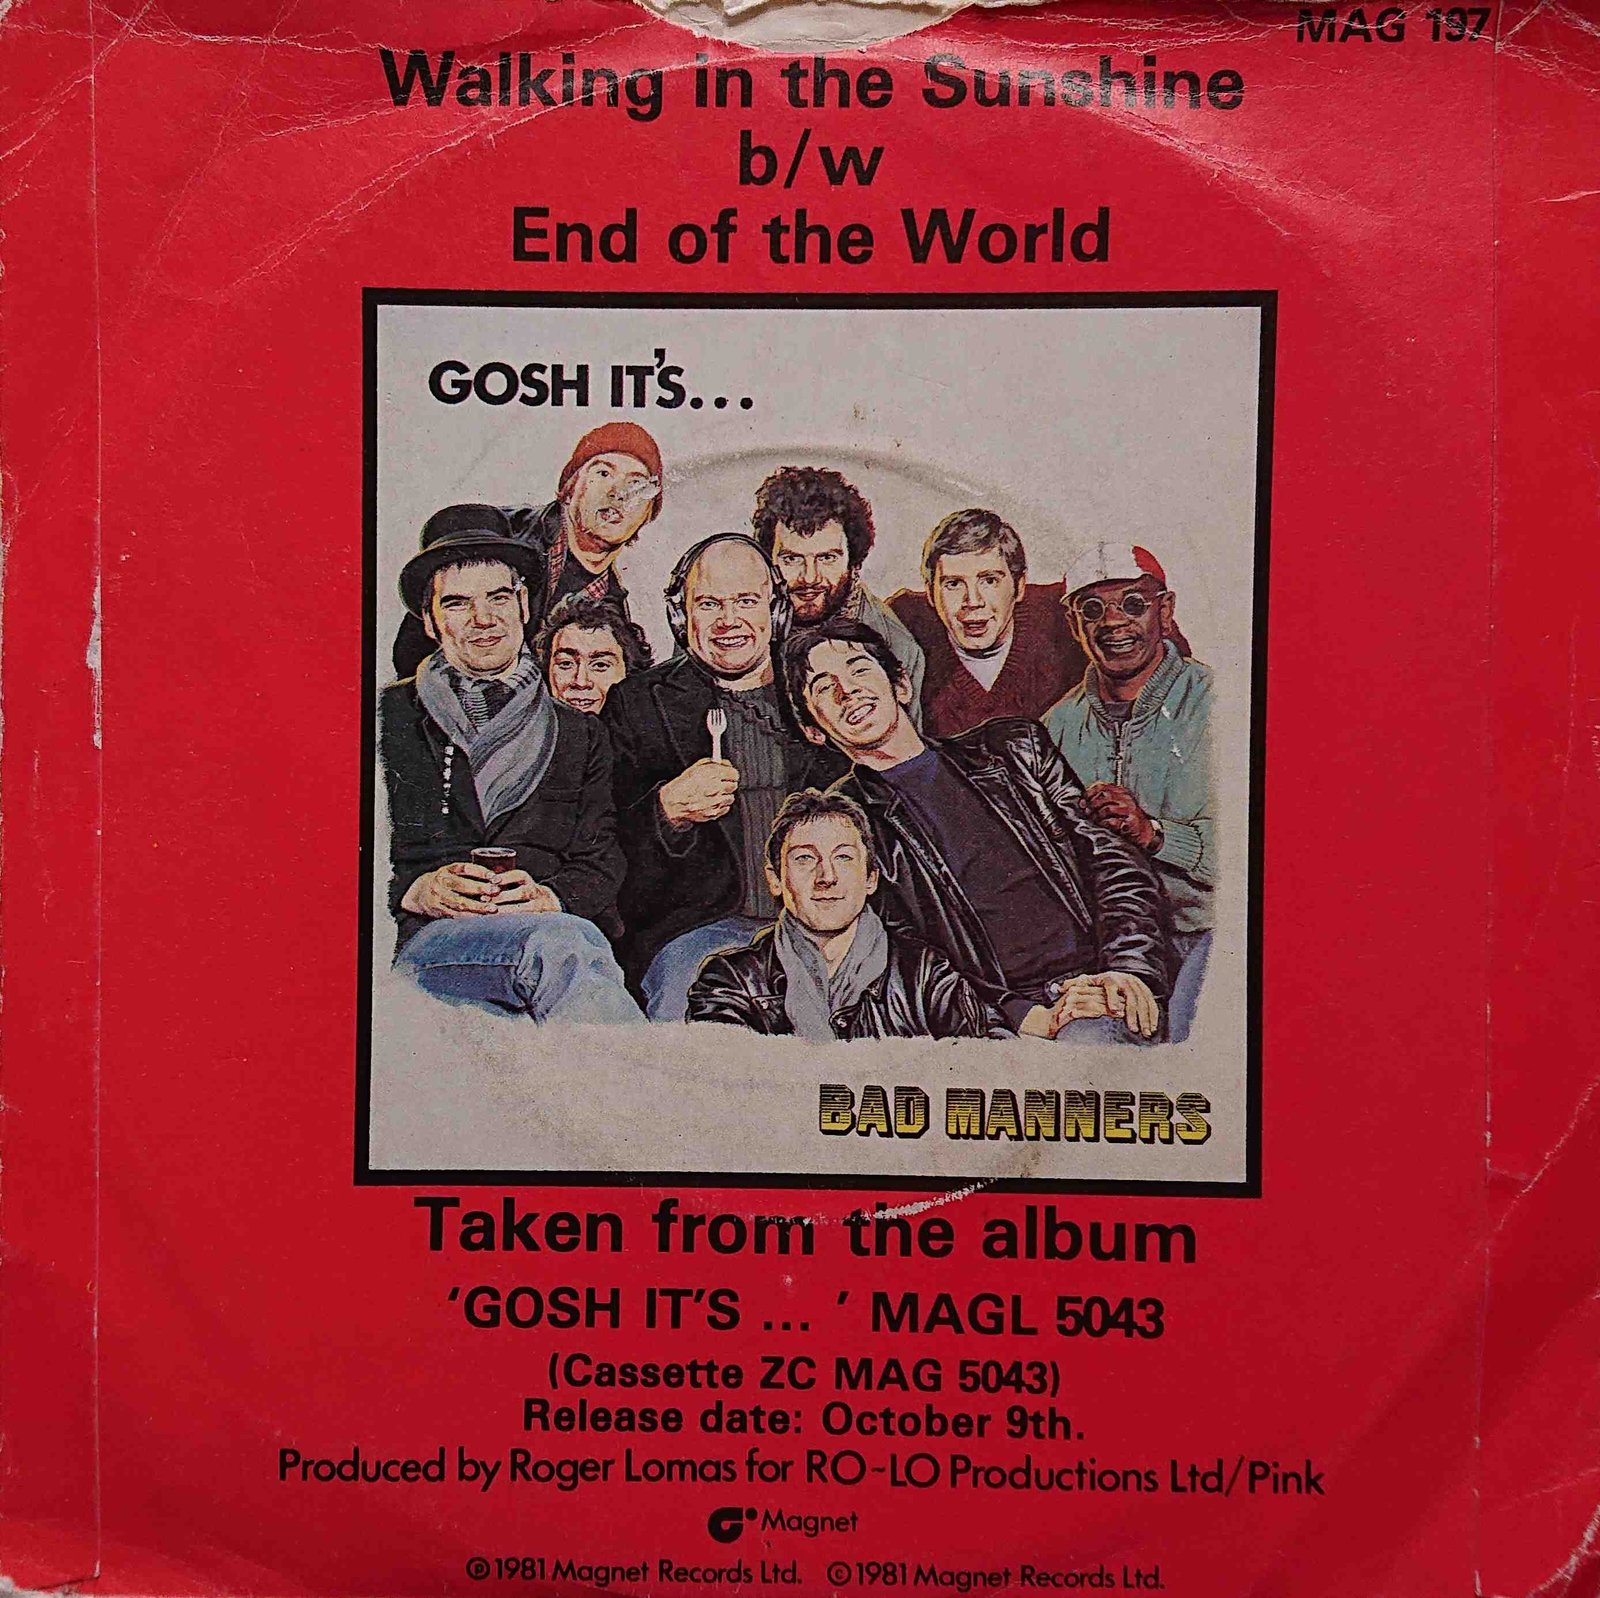 MAG 197
Walking in the Sunshine
b/w
End of the World
GOSH IT'S...
BAD MANNERS
Taken from the album
‘GOSH IT'S ... ’ MAGL 5043
(Cassette ZC MAG 5043)
Release date: October 9th.
Produced by Roger Lomas for RO-LO Productions Ltd/Pink
Magnet
℗1981 Magnet Records Ltd. ©1981 Magnet Records Ltd.